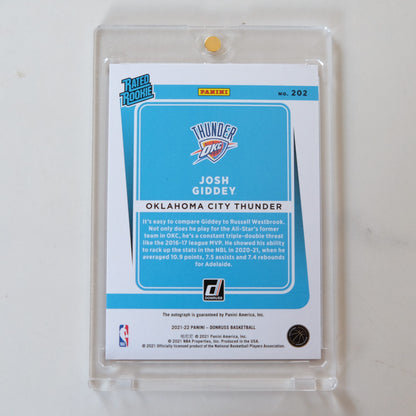 RATED
ROOKIE
PANINI
NO. 202
THUNDER
OKC
JOSH
GIDDEY
OKLAHOMA CITY THUNDER
It's easy to compare Giddey to Russell Westbrook.
Not only does he play for the All-Star's former
team in OKC, he's a constant triple-double threat
like the 2016-17 league MVP. He showed his ability
to rack up the stats in the NBL in 2020-21, when
he averaged 10.9 points, 7.5 assists and 7.4 rebounds
for Adelaide.
DONRUSS
The autograph is guaranteed by Panini America, Inc.
2021-22 PANINI – DONRUSS BASKETBALL
© 2021 Panini America, Inc.
© 2021 NBA Properties, Inc. Produced in the USA.
© 2021 Officially licensed product of the National Basketball Players Association.